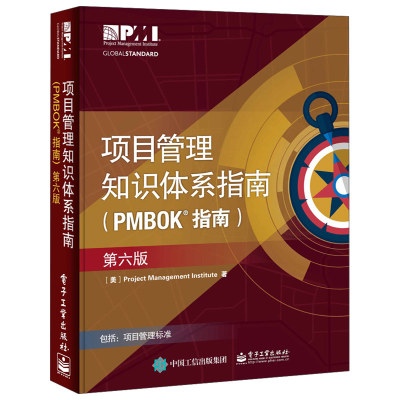 PMI
Project Management Institute
GLOBALSTANDARD
项目管理
知识体系指南
(PMBOK®指南)
第六版
[美] Project Management Institute 著
包括：项目管理标准
中国工信出版集团
电子工业出版社
项目管理知识体系指南
(PMBOK®指南) 第六版
电子工业出版社